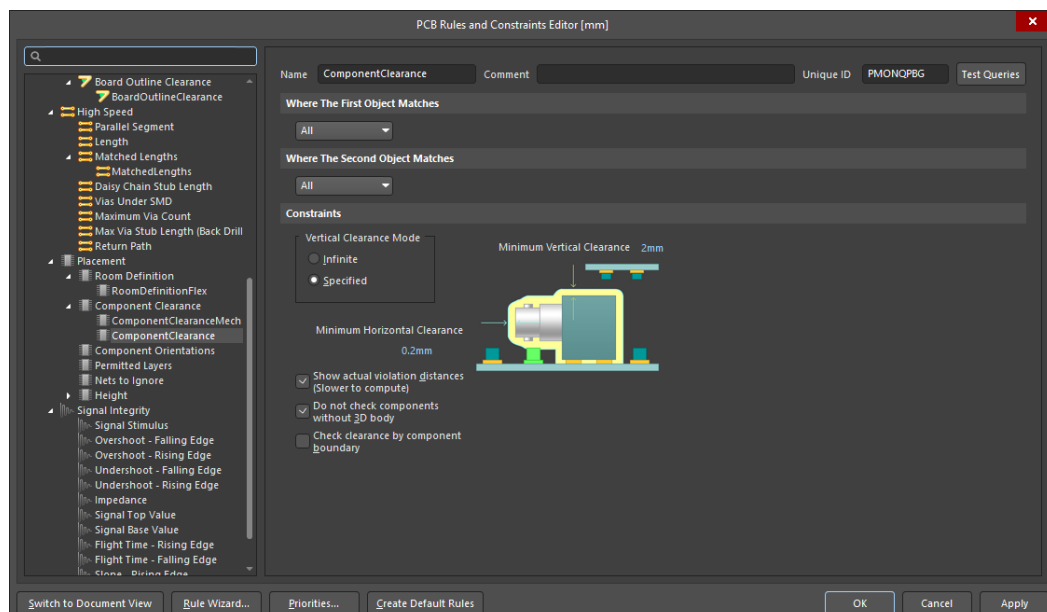 PCB Rules and Constraints Editor [mm]
Board Outline Clearance
BoardOutlineClearance
High Speed
Parallel Segment
Length
Matched Lengths
MatchedLengths
Daisy Chain Stub Length
Vias Under SMD
Maximum Via Count
Max Via Stub Length (Back Drill
Return Path
Placement
Room Definition
RoomDefinitionFlex
Component Clearance
ComponentClearanceMech
ComponentClearance
Component Orientations
Permitted Layers
Nets to Ignore
Height
Signal Integrity
Signal Stimulus
Overshoot - Falling Edge
Overshoot - Rising Edge
Undershoot - Falling Edge
Undershoot - Rising Edge
Impedance
Signal Top Value
Signal Base Value
Flight Time - Rising Edge
Flight Time - Falling Edge
Slope - Rising Edge
Name ComponentClearance Comment Unique ID PMONQPBG Test Queries
Where The First Object Matches
All
Where The Second Object Matches
All
Constraints
Vertical Clearance Mode
Infinite
Specified
Minimum Vertical Clearance 2mm
Minimum Horizontal Clearance
0.2mm
Show actual violation distances
(Slower to compute)
Do not check components
without 3D body
Check clearance by component
boundary
Switch to Document View Rule Wizard... Priorities... Create Default Rules OK Cancel Apply